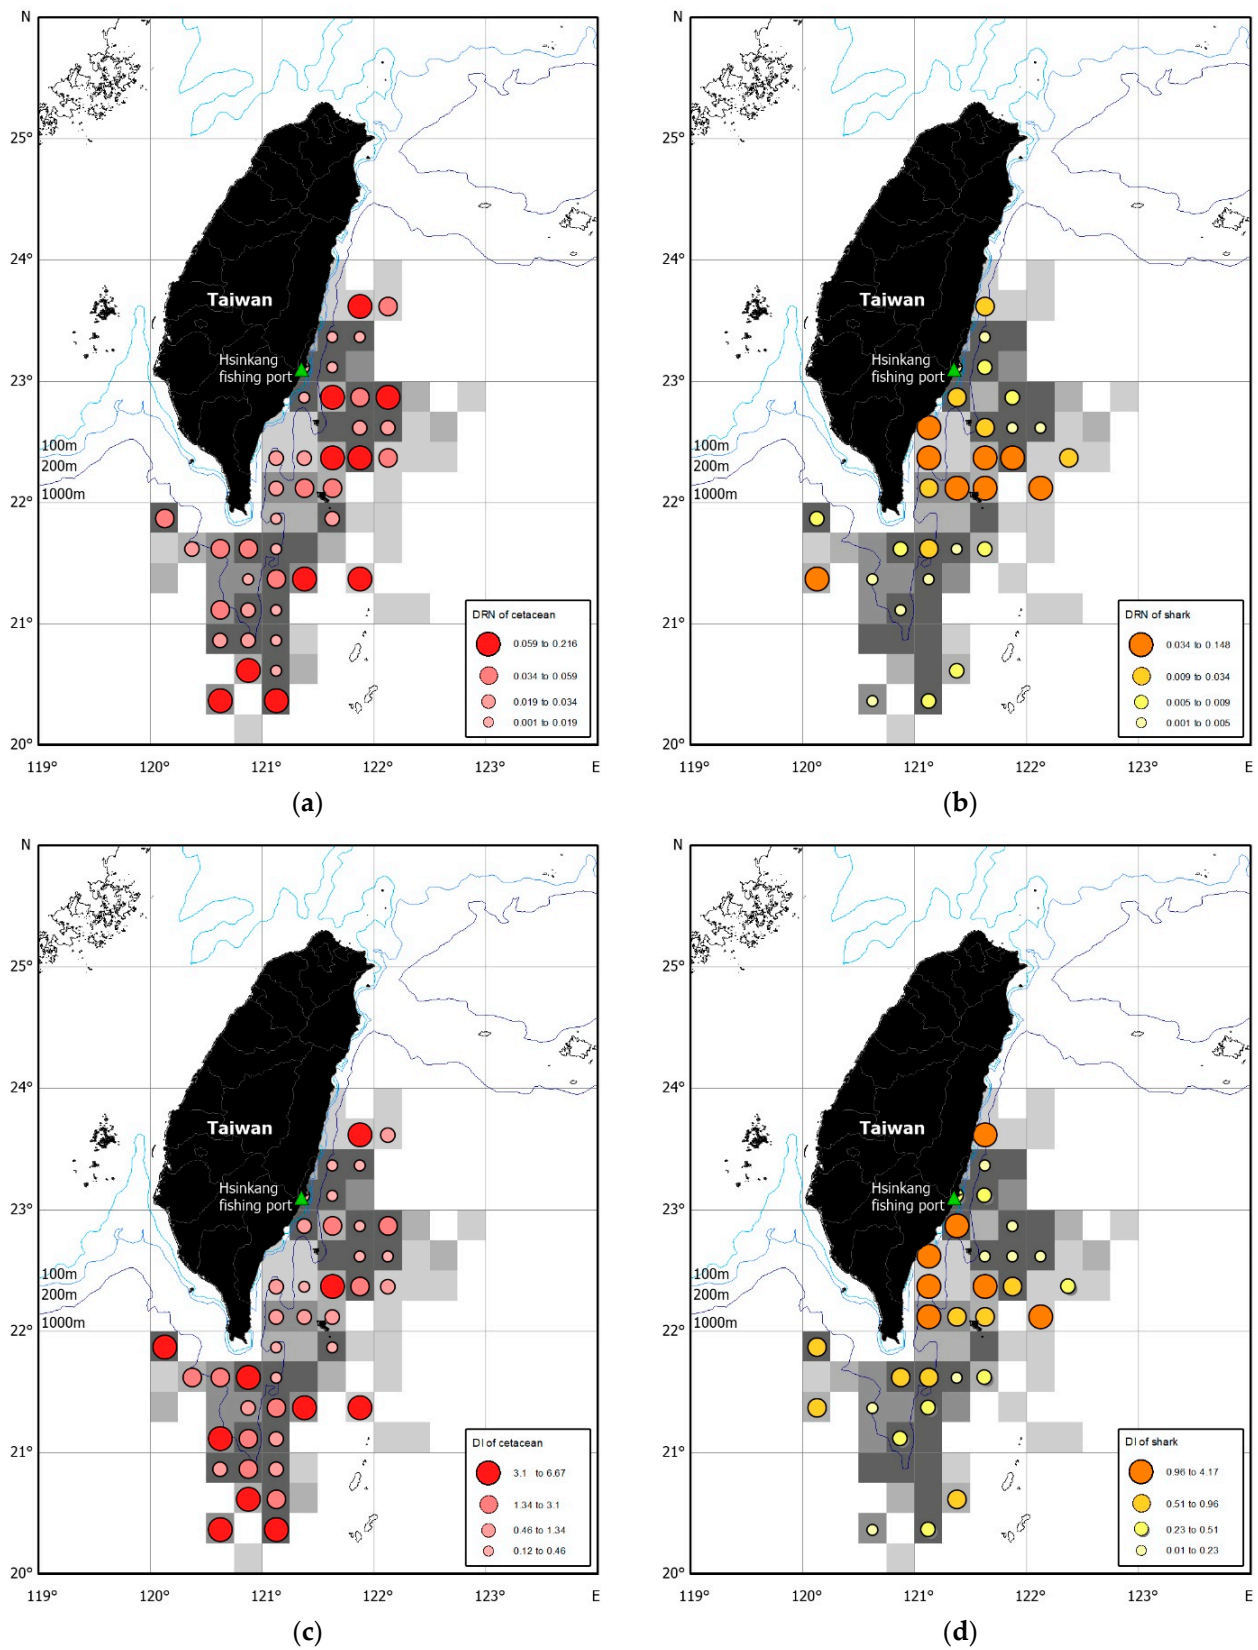 N
25°
24°
Taiwan
Hsinkang
fishing port
23°
100m
200m
22°
1000m
21°
DRN of cetacean
0.059 to 0.216
0.034 to 0.059
0.019 to 0.034
0.001 to 0.019
20°
119° 120° 121° 122° 123° E
(a)
N
25°
24°
Taiwan
Hsinkang
fishing port
23°
100m
200m
22°
1000m
21°
DRN of shark
0.034 to 0.148
0.009 to 0.034
0.005 to 0.009
0.001 to 0.005
20°
119° 120° 121° 122° 123° E
(b)
N
25°
24°
Taiwan
Hsinkang
fishing port
23°
100m
200m
22°
1000m
21°
DI of cetacean
3.1 to 6.67
1.34 to 3.1
0.46 to 1.34
0.12 to 0.46
20°
119° 120° 121° 122° 123° E
(c)
N
25°
24°
Taiwan
Hsinkang
fishing port
23°
100m
200m
22°
1000m
21°
DI of shark
0.96 to 4.17
0.51 to 0.96
0.23 to 0.51
0.01 to 0.23
20°
119° 120° 121° 122° 123° E
(d)